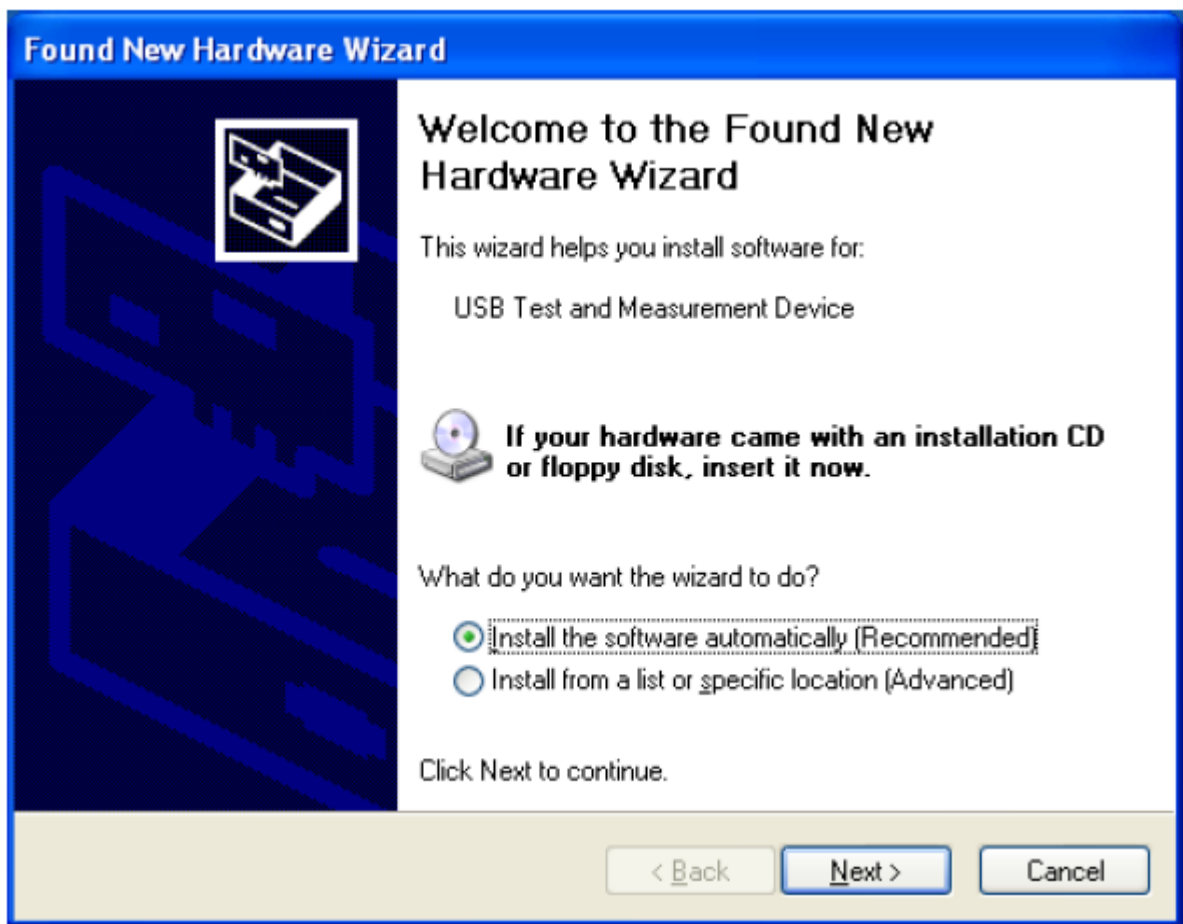 Found New Hardware Wizard
Welcome to the Found New
Hardware Wizard
This wizard helps you install software for:
USB Test and Measurement Device
If your hardware came with an installation CD
or floppy disk, insert it now.
What do you want the wizard to do?
Install the software automatically (Recommended)
Install from a list or specific location (Advanced)
Click Next to continue.
< Back Next > Cancel